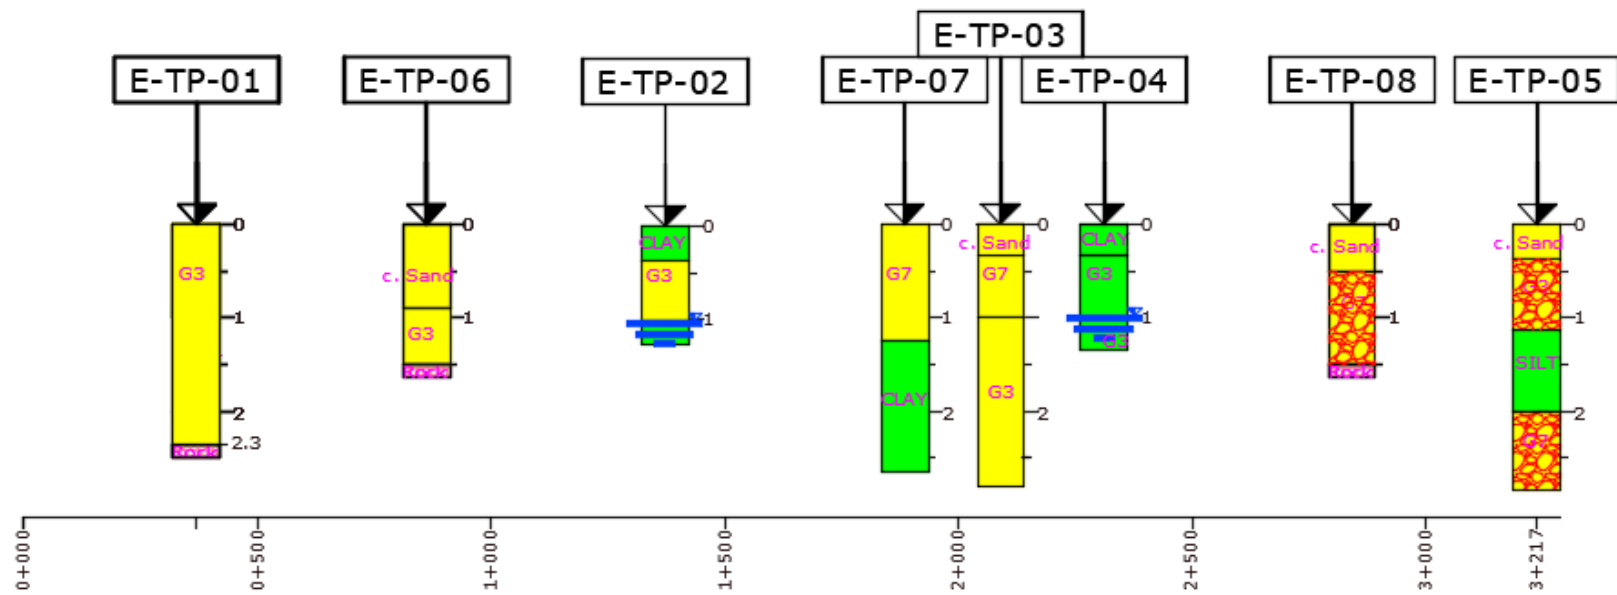 E-TP-03
E-TP-01
E-TP-06
E-TP-02
E-TP-07
E-TP-04
E-TP-08
E-TP-05
G3
0
1
2
2.3
Rock
c. Sand
G3
0
1
Rock
CLAY
G3
0
1
G7
CLAY
0
1
2
c. Sand
G7
G3
0
1
2
CLAY
G3
G3
0
1
c. Sand
0
1
Rock
c. Sand
SILT
G7
0
1
2
0+000
0+500
1+000
1+500
2+000
2+500
3+000
3+217